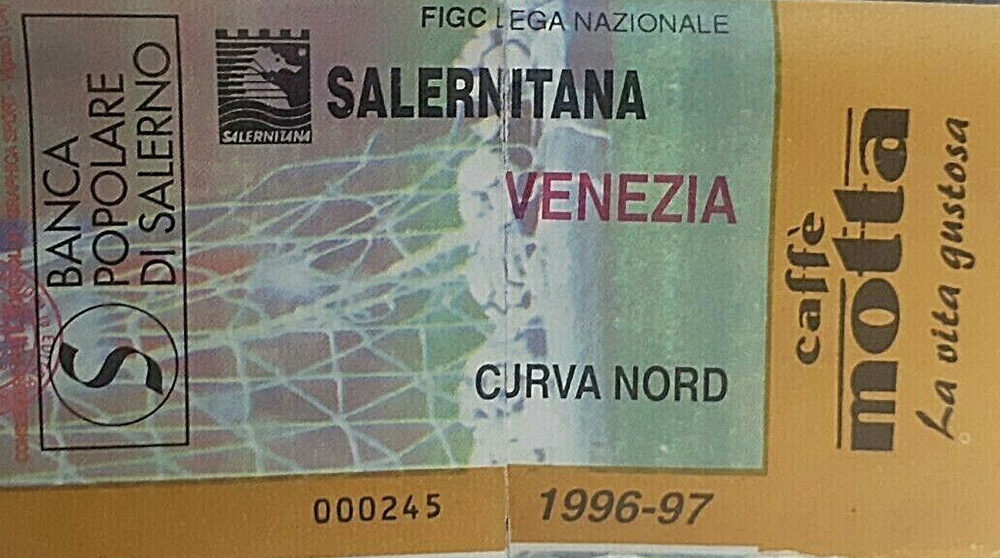 FIGC LEGA NAZIONALE
SALERNITANA
SALERNITANA
VENEZIA
CURVA NORD
000245
1996-97
BANCA
POPOLARE
DI SALERNO
caffè
motta
La vita gustosa